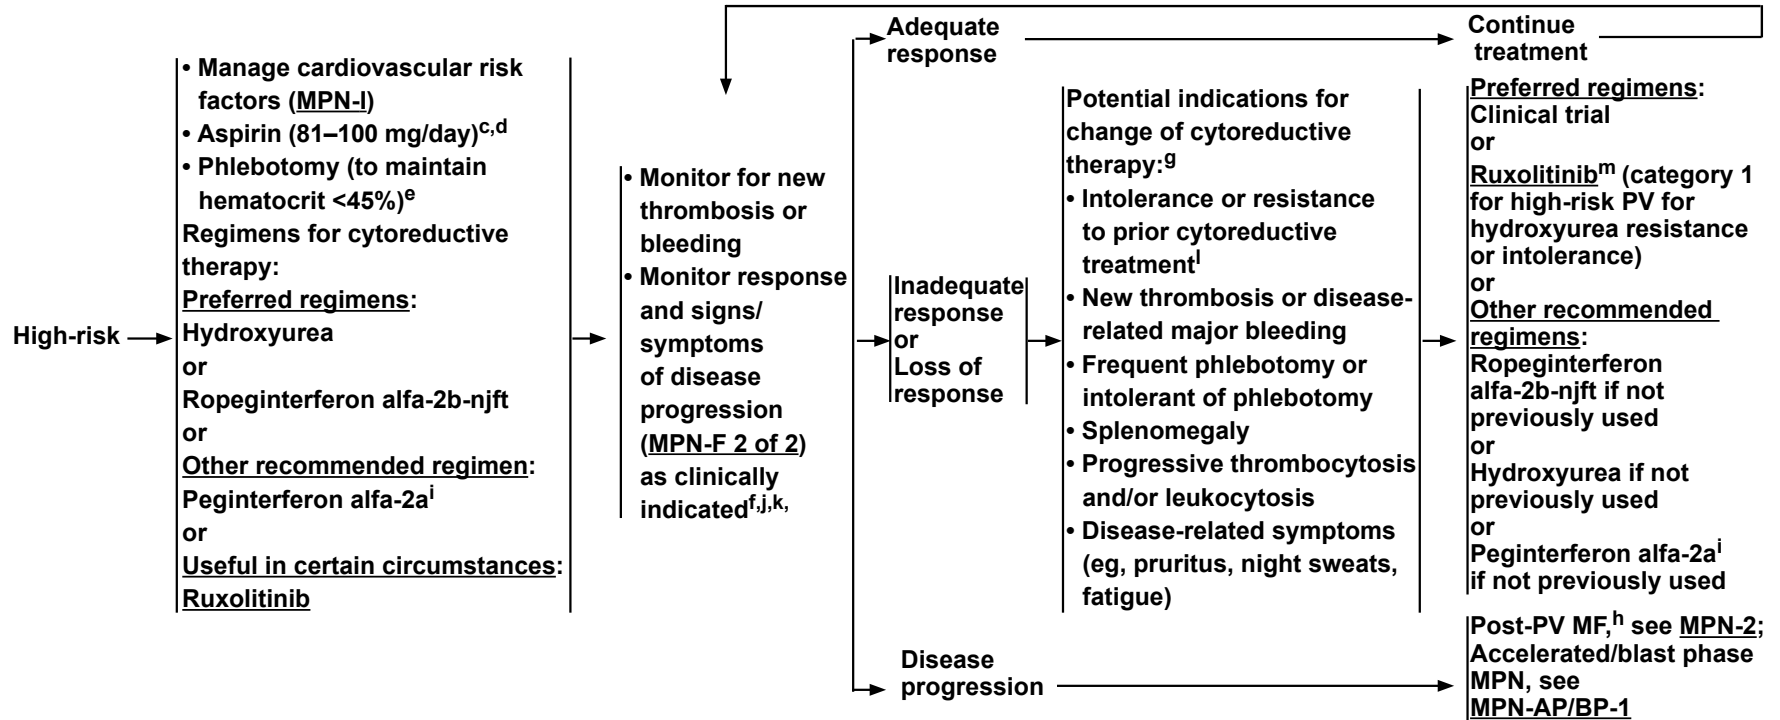 High-risk
• Manage cardiovascular risk
factors (MPN-I)
• Aspirin (81–100 mg/day)c,d
• Phlebotomy (to maintain
hematocrit <45%)e
Regimens for cytoreductive
therapy:
Preferred regimens:
Hydroxyurea
or
Ropeginterferon alfa-2b-njft
or
Other recommended regimen:
Peginterferon alfa-2ai
or
Useful in certain circumstances:
Ruxolitinib
• Monitor for new
thrombosis or
bleeding
• Monitor response
and signs/
symptoms
of disease
progression
(MPN-F 2 of 2)
as clinically
indicatedf,j,k,
Adequate
response
Continue
treatment
Inadequate
response
or
Loss of
response
Potential indications for
change of cytoreductive
therapy:g
• Intolerance or resistance
to prior cytoreductive
treatmentl
• New thrombosis or disease-
related major bleeding
• Frequent phlebotomy or
intolerant of phlebotomy
• Splenomegaly
• Progressive thrombocytosis
and/or leukocytosis
• Disease-related symptoms
(eg, pruritus, night sweats,
fatigue)
Preferred regimens:
Clinical trial
or
Ruxolitinibm (category 1
for high-risk PV for
hydroxyurea resistance
or intolerance)
or
Other recommended
regimens:
Ropeginterferon
alfa-2b-njft if not
previously used
or
Hydroxyurea if not
previously used
or
Peginterferon alfa-2ai
if not previously used
Disease
progression
Post-PV MF,h see MPN-2;
Accelerated/blast phase
MPN, see
MPN-AP/BP-1